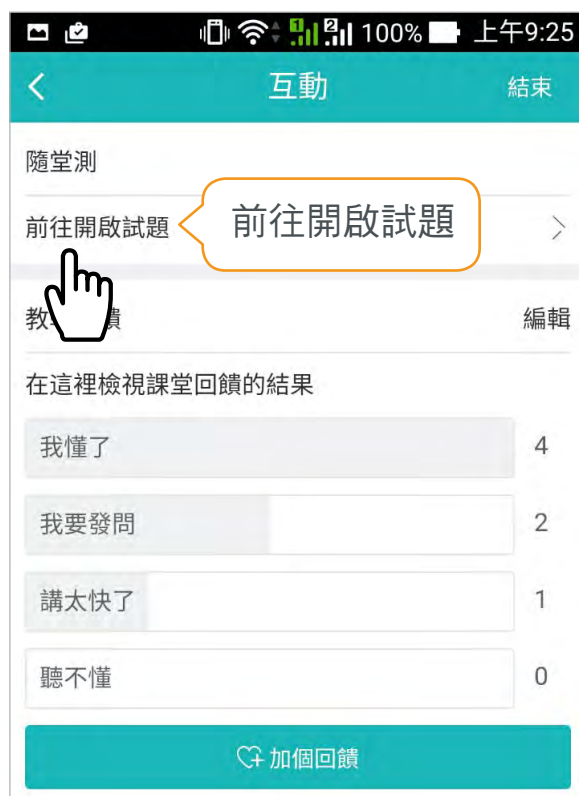 100% 上午9:25
互動 結束
隨堂測
前往開啟試題 前往開啟試題
教 饋 編輯
在這裡檢視課堂回饋的結果
我懂了 4
我要發問 2
講太快了 1
聽不懂 0
加個回饋